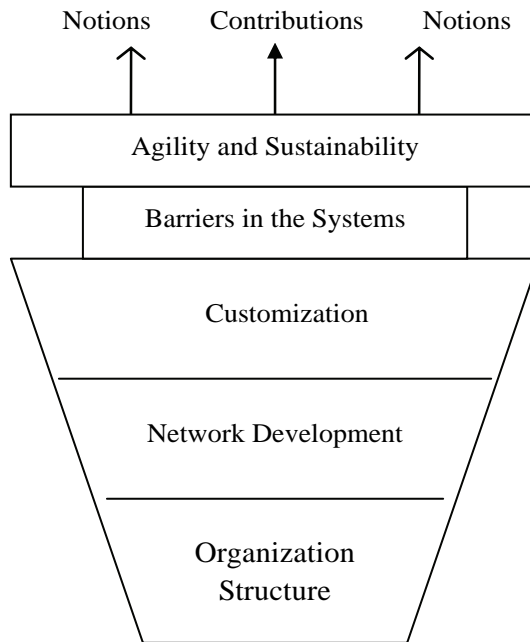 Notions Contributions Notions
Agility and Sustainability
Barriers in the Systems
Customization
Network Development
Organization
Structure